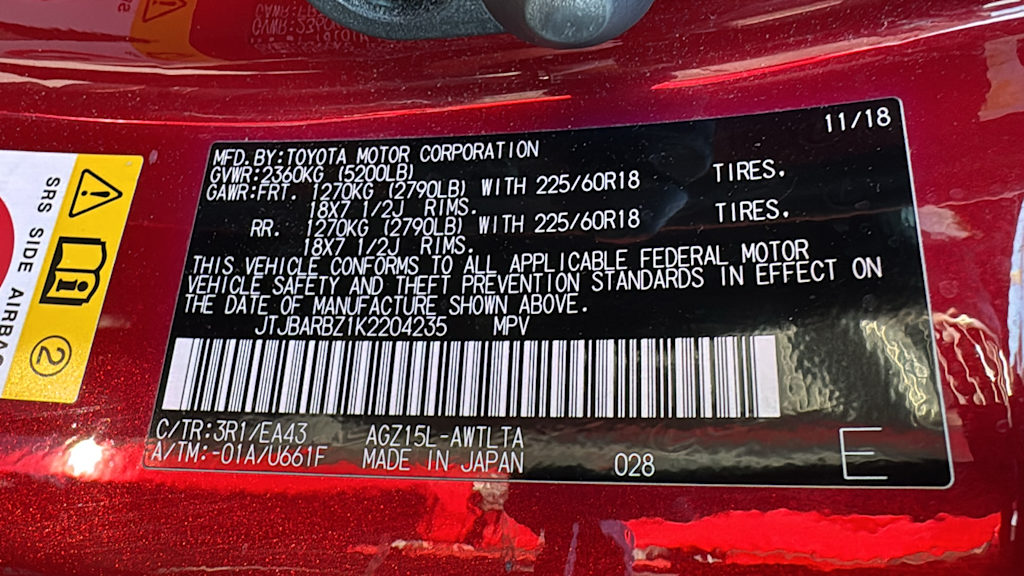 11/18
MFD.BY:TOYOTA MOTOR CORPORATION
GVWR:2360KG (5200LB)
GAWR:FRT. 1270KG (2790LB) WITH 225/60R18 TIRES.
18X7 1/2J RIMS.
RR. 1270KG (2790LB) WITH 225/60R18 TIRES.
18X7 1/2J RIMS.
THIS VEHICLE CONFORMS TO ALL APPLICABLE FEDERAL MOTOR
VEHICLE SAFETY AND THEFT PREVENTION STANDARDS IN EFFECT ON
THE DATE OF MANUFACTURE SHOWN ABOVE.
JTJBARBZ1K2204235 MPV
C/TR:3R1/EA43 AGZ15L-AWTLTA
A/TM:-01A/U661F MADE IN JAPAN 028 E
SRS SIDE AIRBAG
2